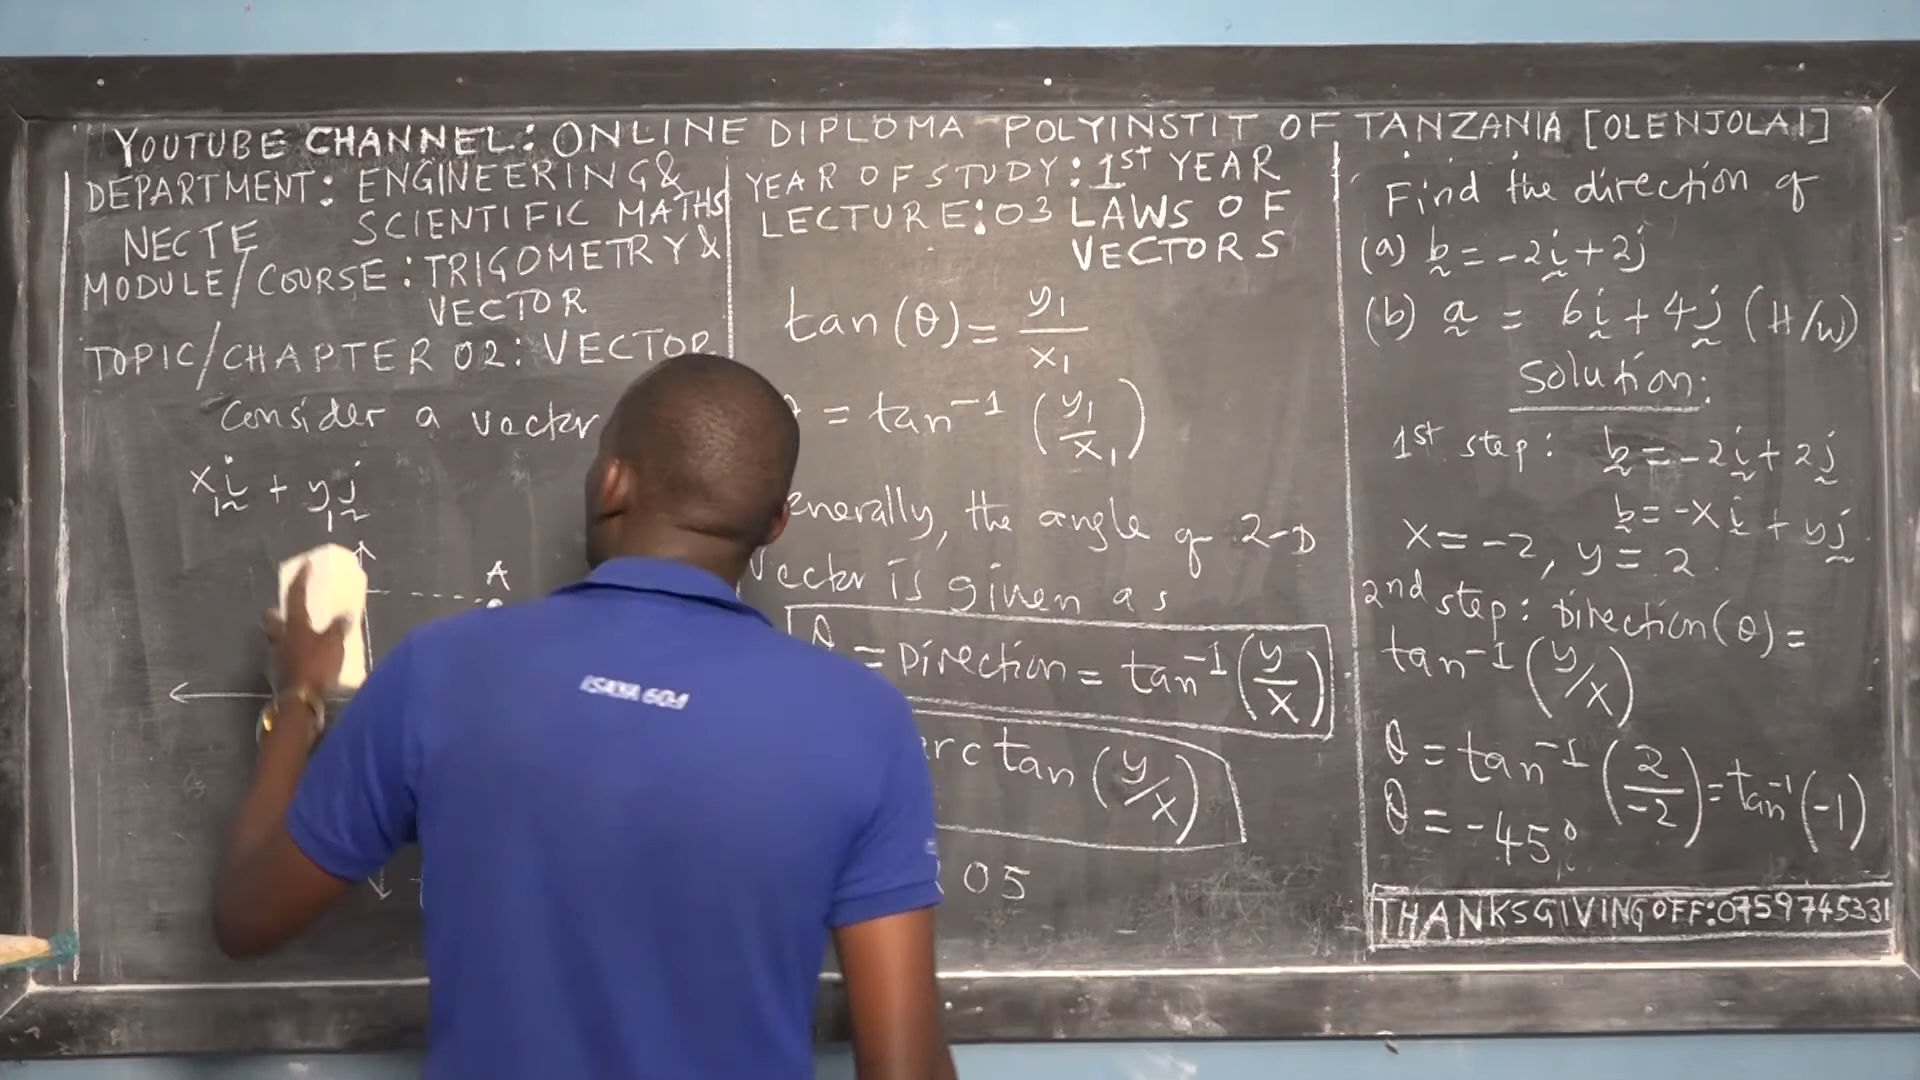 YOUTUBE CHANNEL: ONLINE DIPLOMA POLYINSTIT OF TANZANIA [OLENJOLAI]
DEPARTMENT: ENGINEERING &
NECTE SCIENTIFIC MATHS
MODULE/COURSE: TRIGOMETRY &
VECTOR
TOPIC/CHAPTER 02: VECTOR
Consider a vector
x₁i + y₁j
A
YEAR OF STUDY: 1st YEAR
LECTURE: 03 LAWS OF
VECTORS
tan(θ) = y₁/x₁
= tan⁻¹ (y₁/x₁)
the angle of 2-D
Vector is given as
θ = Direction = tan⁻¹ (y/x)
arc tan (y/x)
05
Find the direction of
(a) b = -2i + 2j
(b) a = 6i + 4j (H/W)
Solution:
1st step: b = -2i + 2j
b = -xi + yj
x = -2, y = 2
2nd step: Direction(θ) =
tan⁻¹ (y/x)
θ = tan⁻¹ (2/-2) = tan⁻¹(-1)
θ = -45°
THANKSGIVING OFF: 0759745331